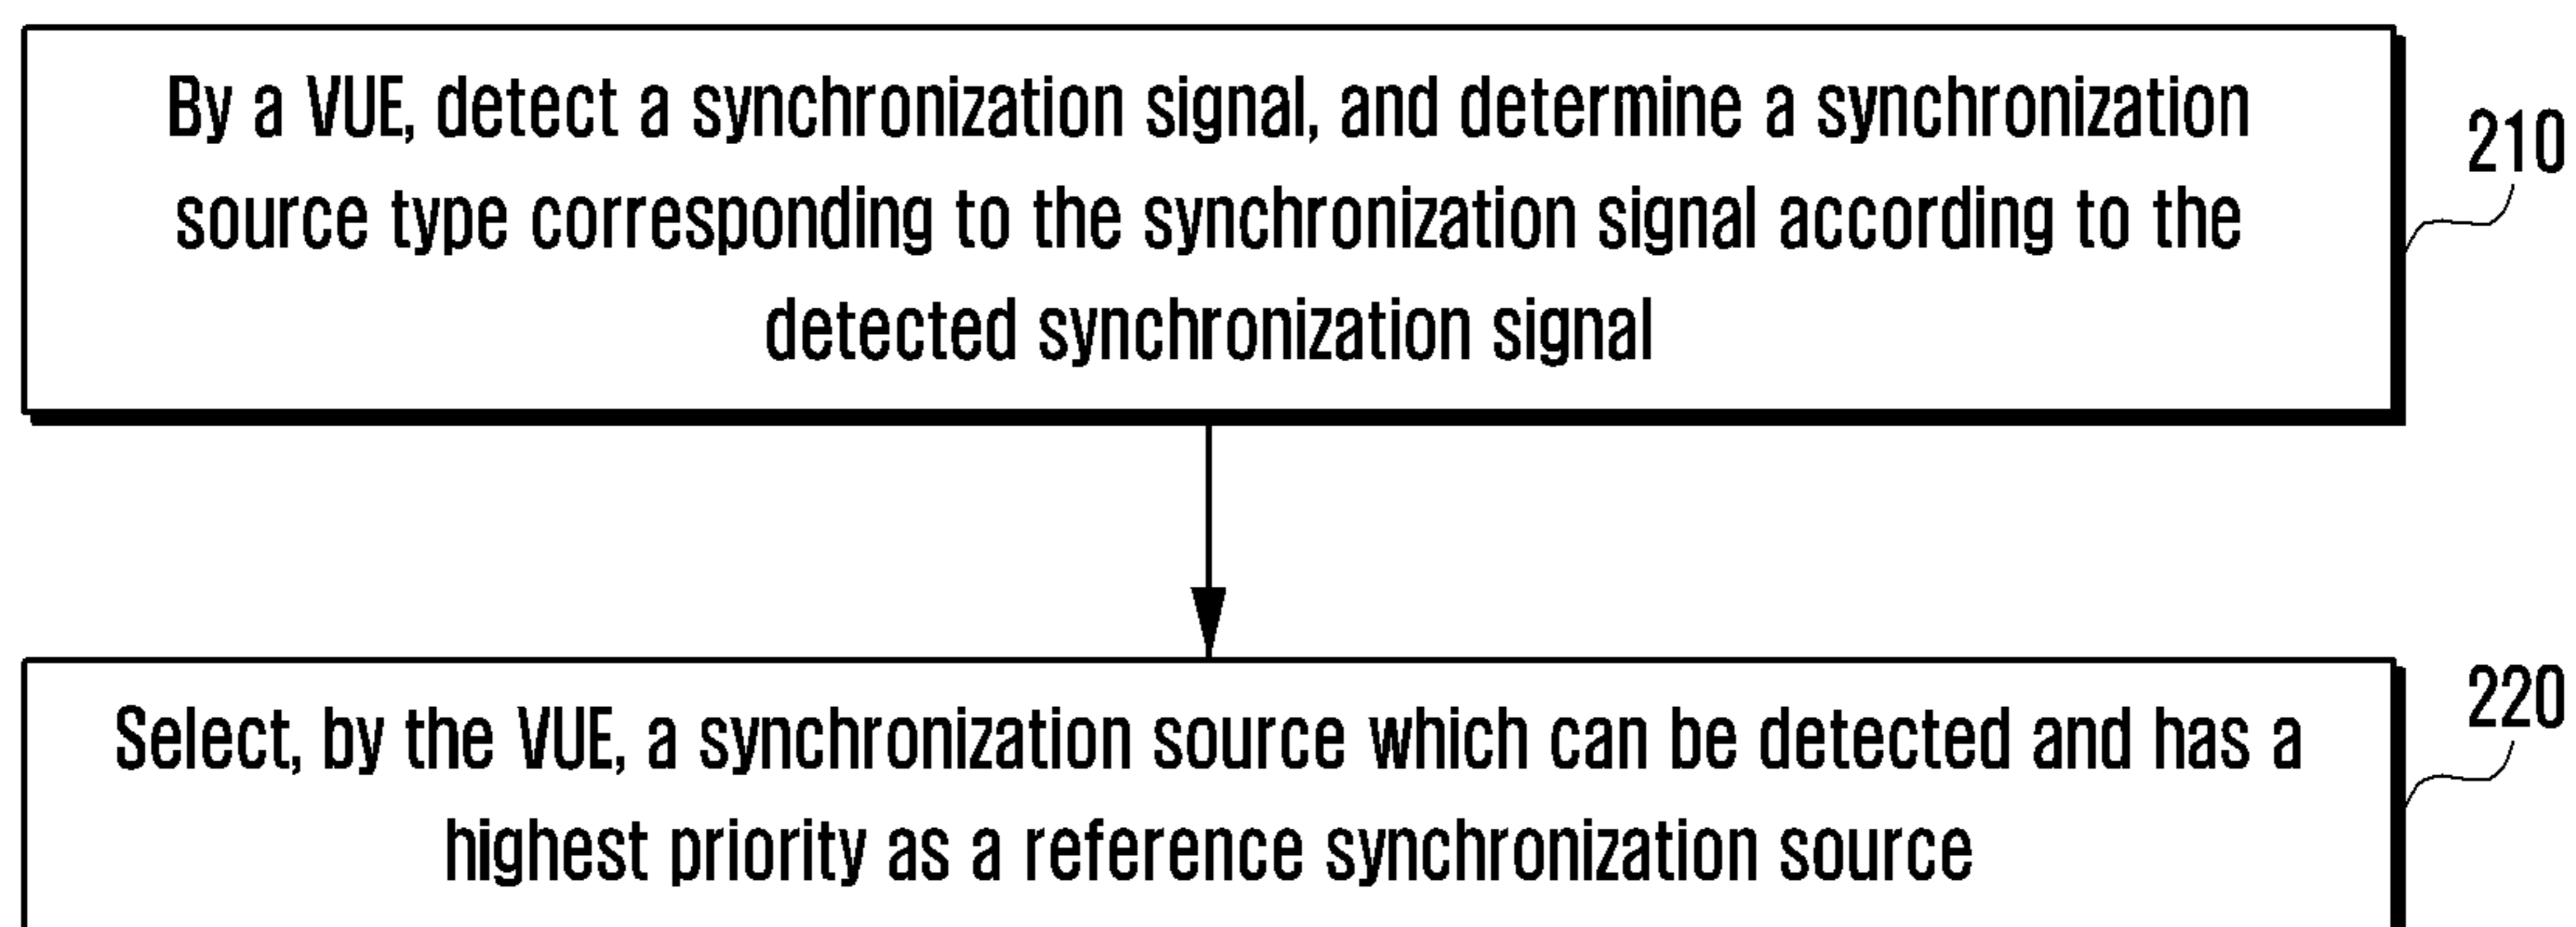 By a VUE, detect a synchronization signal, and determine a synchronization
source type corresponding to the synchronization signal according to the
detected synchronization signal
210
Select, by the VUE, a synchronization source which can be detected and has a
highest priority as a reference synchronization source
220